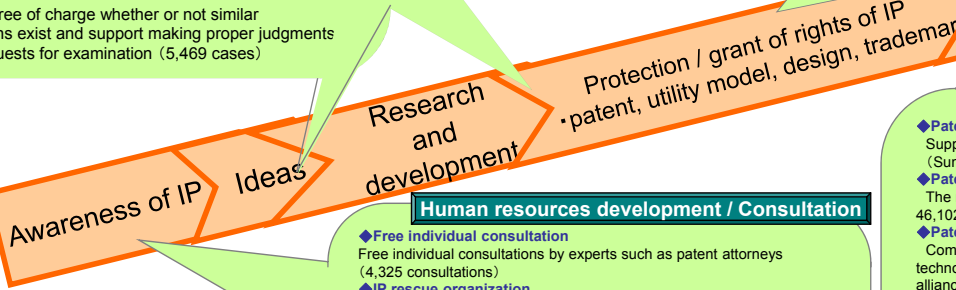 ree of charge whether or not similar
ns exist and support making proper judgments
uests for examination (5,469 cases)
Protection / grant of rights of IP
・patent, utility model, design, tradema
Research
and
development
Ideas
Awareness of IP
Human resources development / Consultation
◆Free individual consultation
Free individual consultations by experts such as patent attorneys
(4,325 consultations)
◆IP rescue organization
◆Pate
Supp
(Sur
◆Pate
The
46,102
◆Pate
Com
techno
allianc